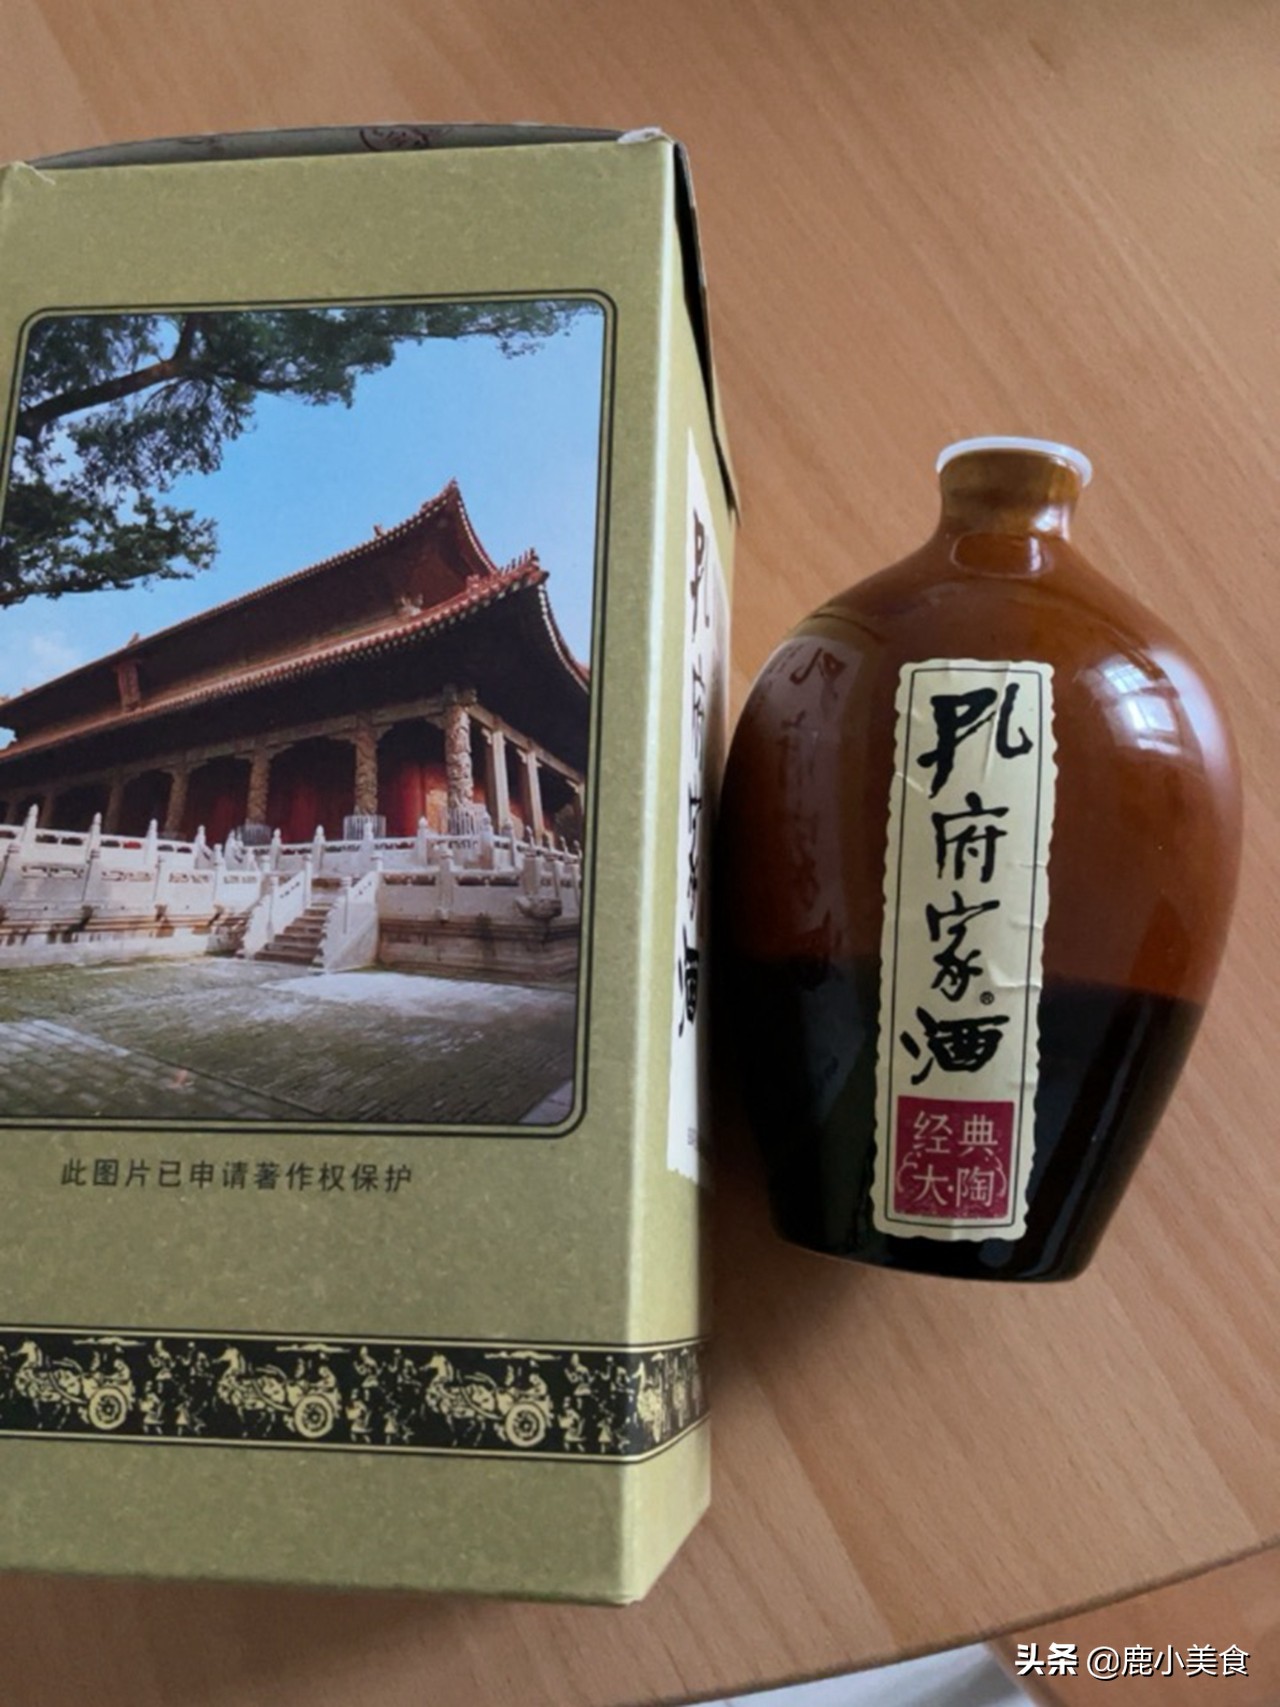 此图片已申请著作权保护
孔府家酒
孔府家酒®
经典
大·陶
头条 @鹿小美食